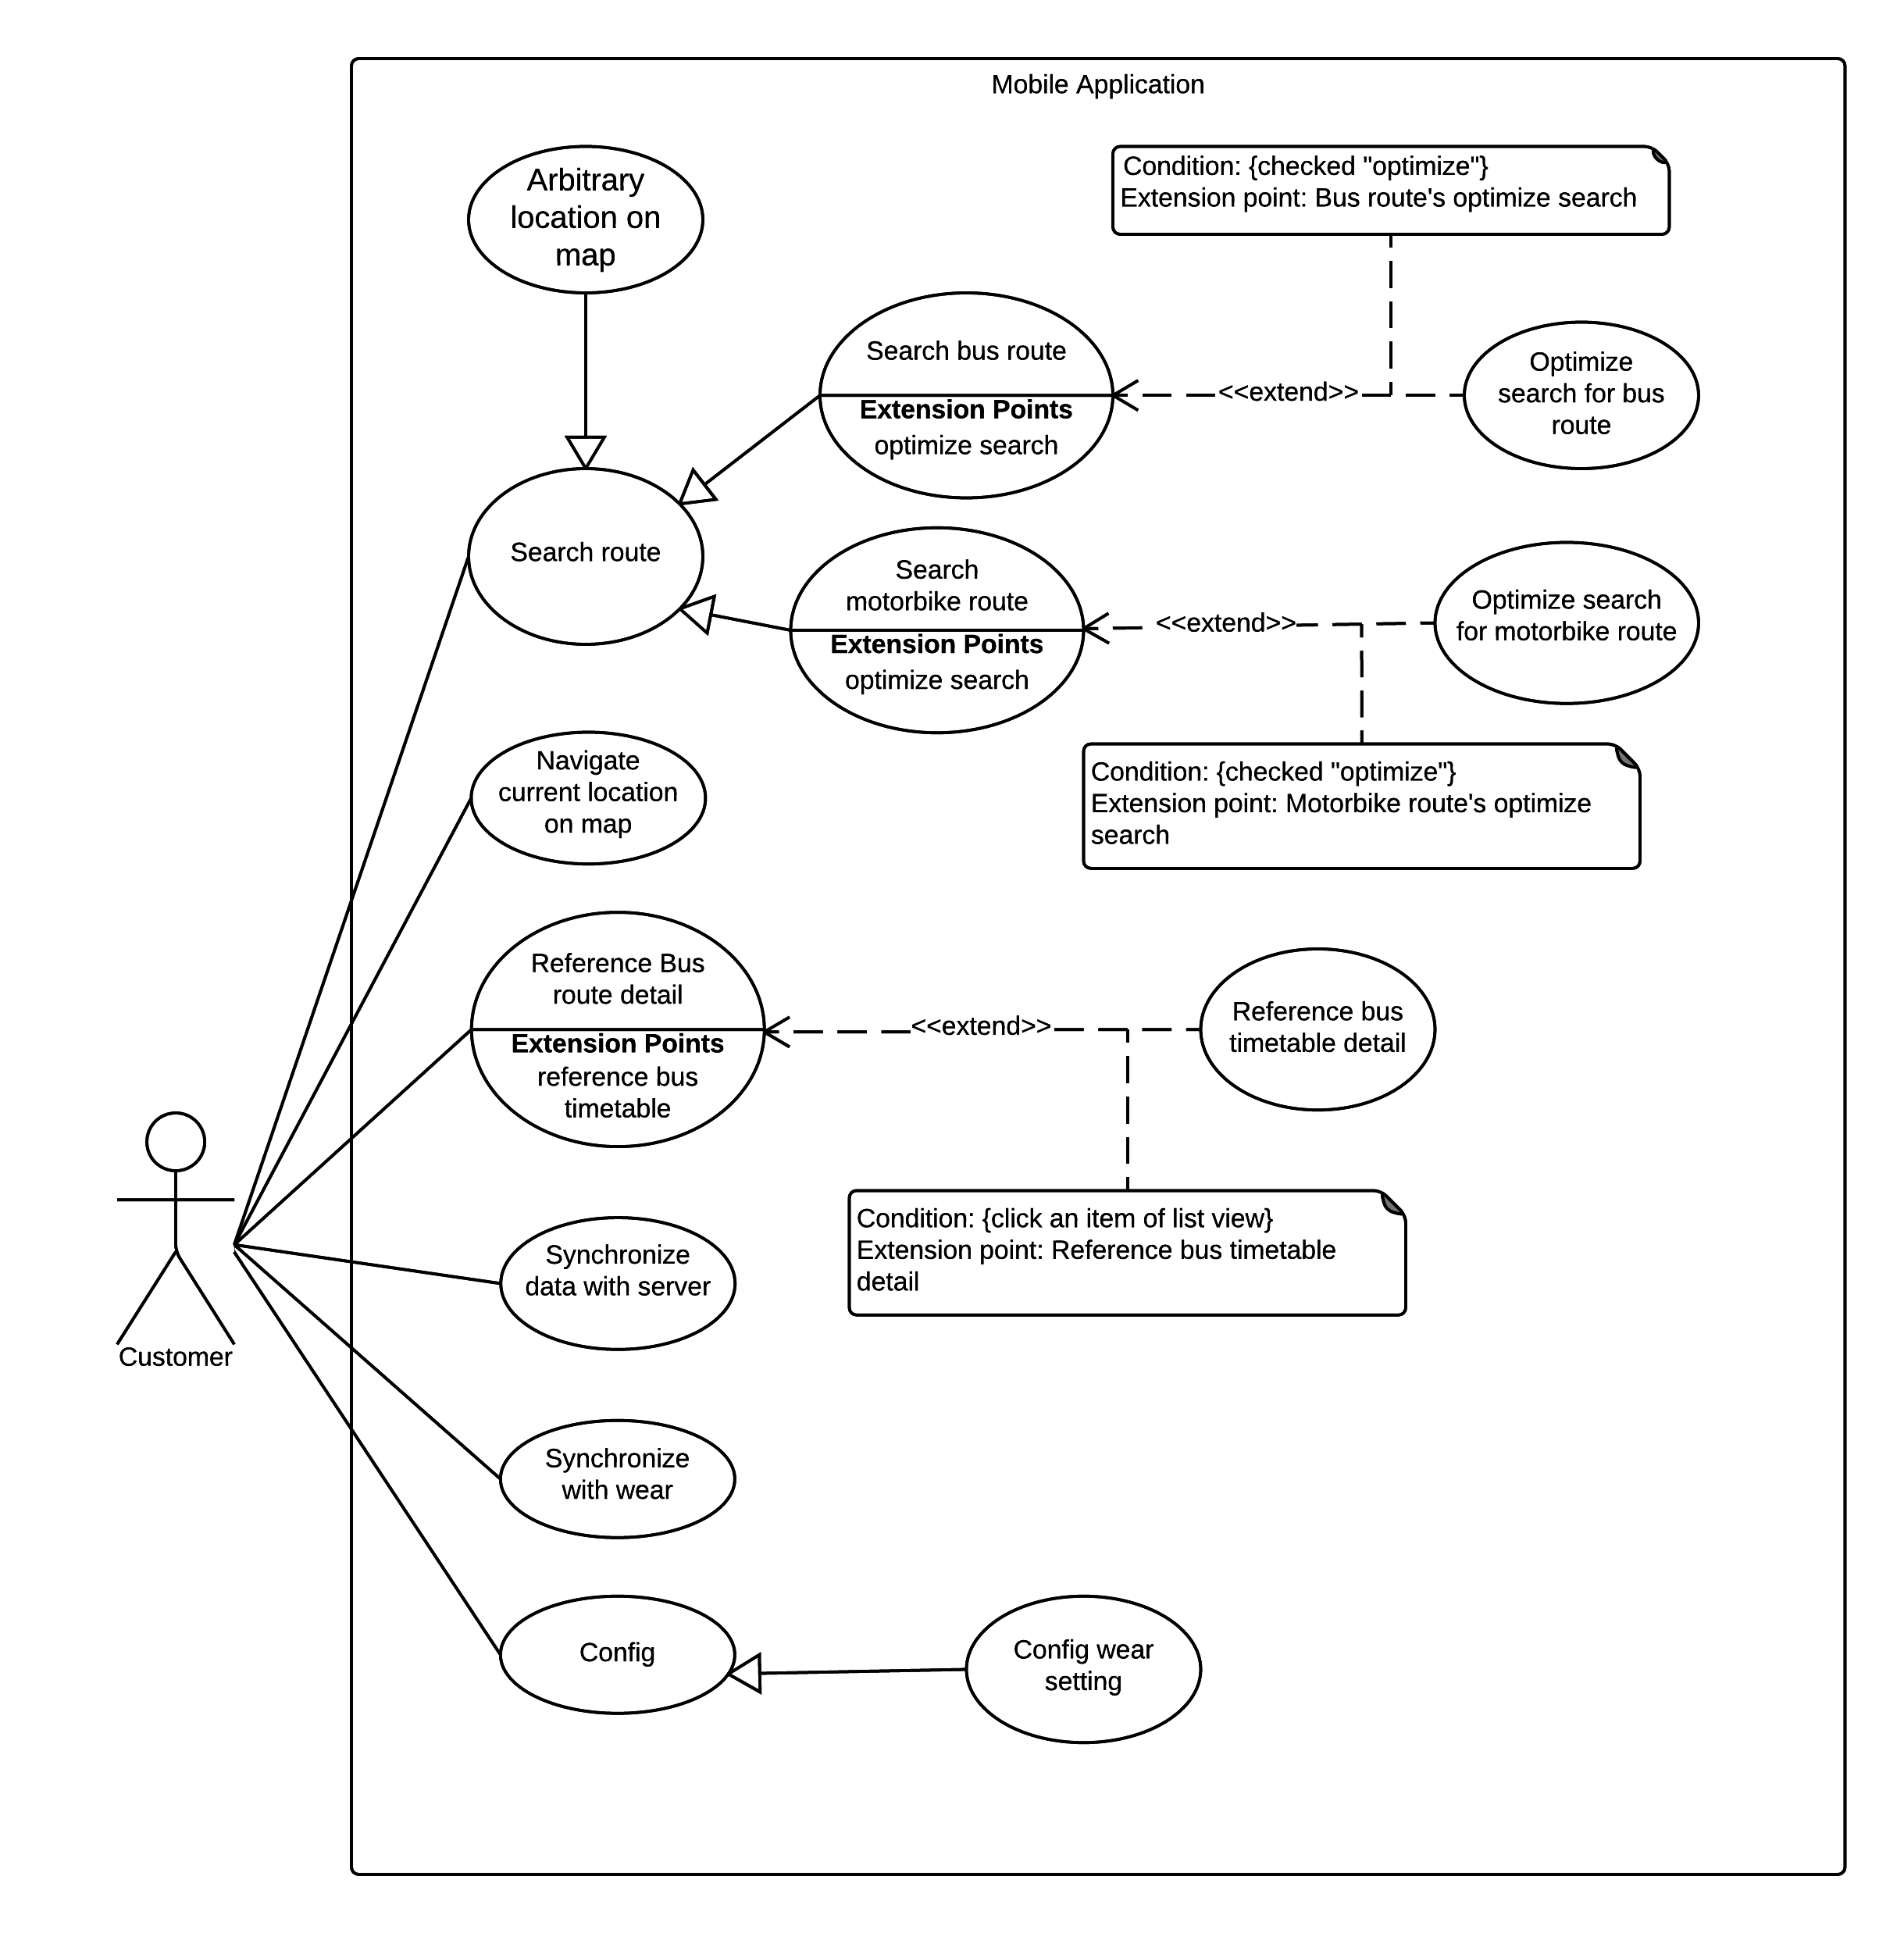 Mobile Application
Arbitrary
location on
map
Condition: {checked "optimize"}
Extension point: Bus route's optimize search
Search bus route
Extension Points
optimize search
<<extend>>
Optimize
search for bus
route
Search route
Search
motorbike route
Extension Points
optimize search
<<extend>>
Optimize search
for motorbike route
Condition: {checked "optimize"}
Extension point: Motorbike route's optimize
search
Navigate
current location
on map
Reference Bus
route detail
Extension Points
reference bus
timetable
<<extend>>
Reference bus
timetable detail
Condition: {click an item of list view}
Extension point: Reference bus timetable
detail
Customer
Synchronize
data with server
Synchronize
with wear
Config
Config wear
setting